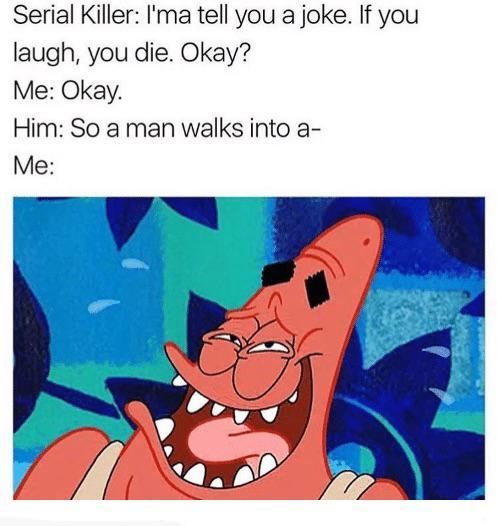 Serial Killer: I'ma tell you a joke. If you
laugh, you die. Okay?
Me: Okay.
Him: So a man walks into a-
Me: